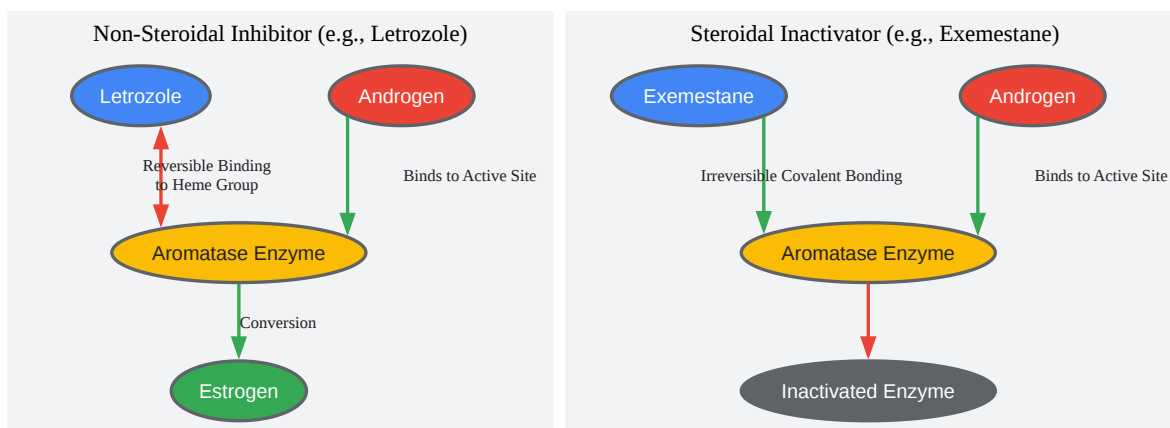 Non-Steroidal Inhibitor (e.g., Letrozole)
Letrozole
Androgen
Reversible Binding
to Heme Group
Binds to Active Site
Aromatase Enzyme
Conversion
Estrogen
Steroidal Inactivator (e.g., Exemestane)
Exemestane
Androgen
Irreversible Covalent Bonding
Binds to Active Site
Aromatase Enzyme
Inactivated Enzyme